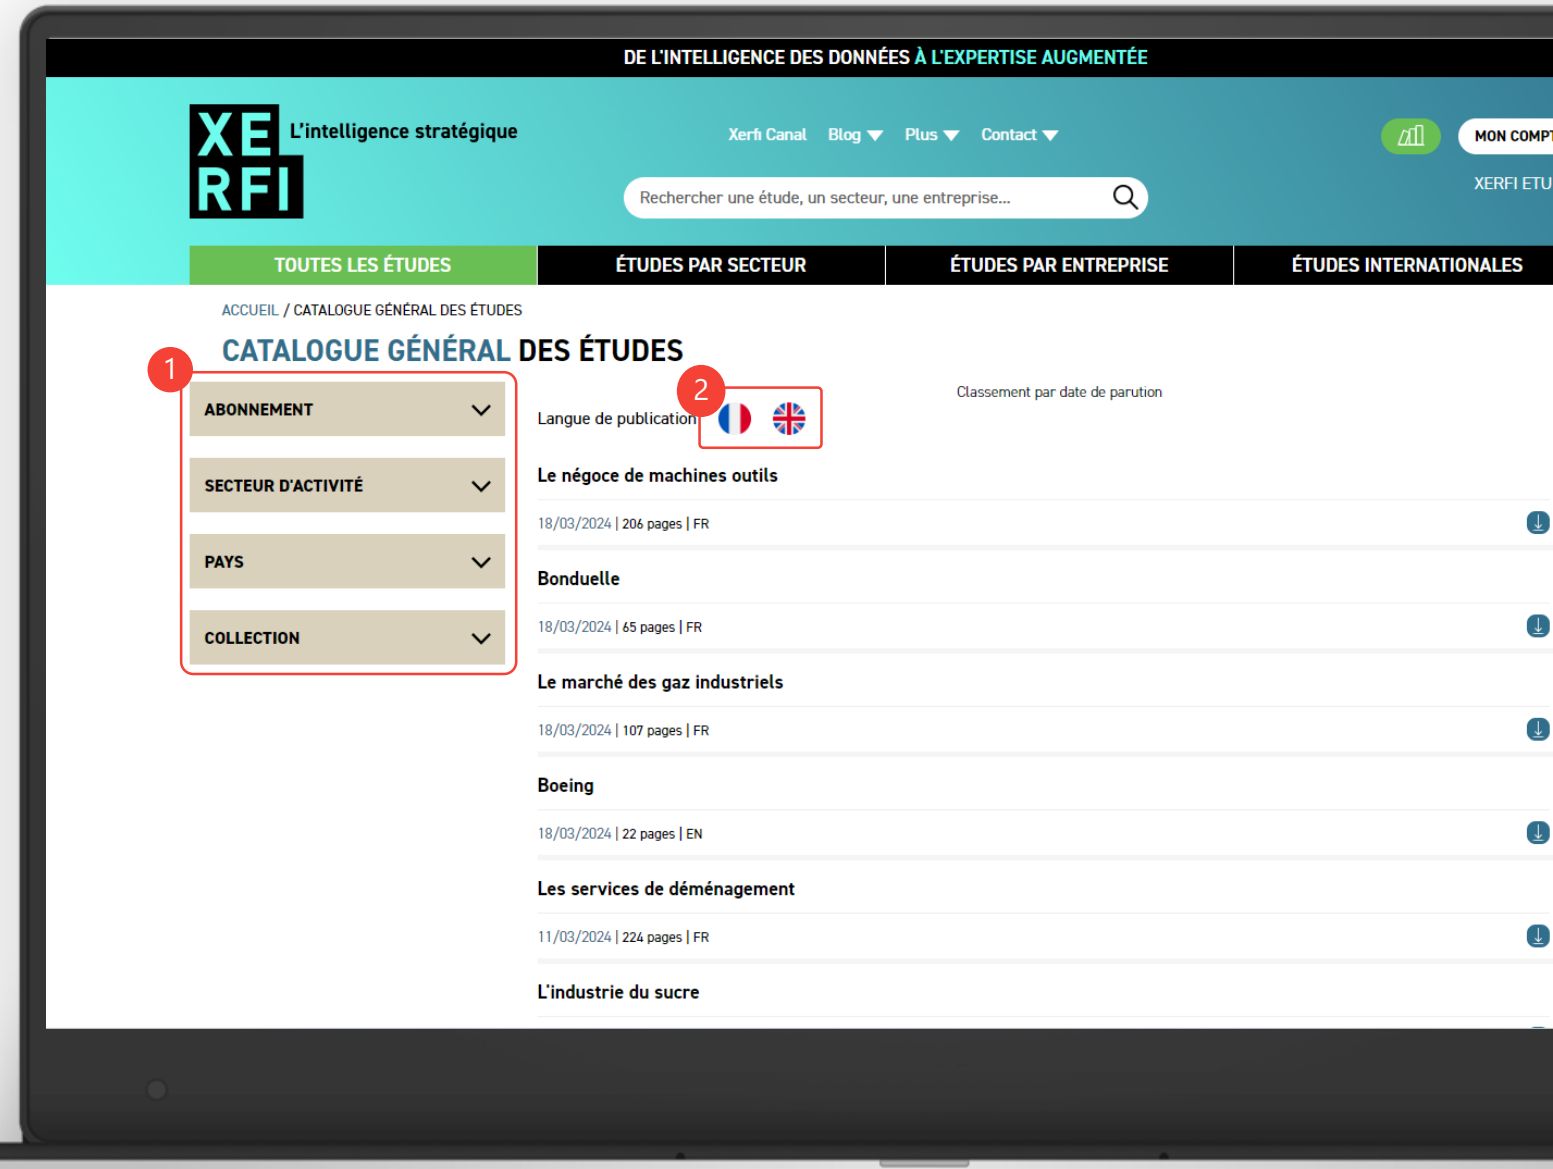 DE L'INTELLIGENCE DES DONNÉES À L'EXPERTISE AUGMENTÉE
XE
RFI
L'intelligence stratégique
Xerfi Canal Blog Plus Contact
MON COMPT
Rechercher une étude, un secteur, une entreprise...
XERFI ETU
TOUTES LES ÉTUDES ÉTUDES PAR SECTEUR ÉTUDES PAR ENTREPRISE ÉTUDES INTERNATIONALES
ACCUEIL / CATALOGUE GÉNÉRAL DES ÉTUDES
CATALOGUE GÉNÉRAL DES ÉTUDES
1
ABONNEMENT
SECTEUR D'ACTIVITÉ
PAYS
COLLECTION
2
Langue de publication
Classement par date de parution
Le négoce de machines outils
18/03/2024 | 206 pages | FR
Bonduelle
18/03/2024 | 65 pages | FR
Le marché des gaz industriels
18/03/2024 | 107 pages | FR
Boeing
18/03/2024 | 22 pages | EN
Les services de déménagement
11/03/2024 | 224 pages | FR
L'industrie du sucre